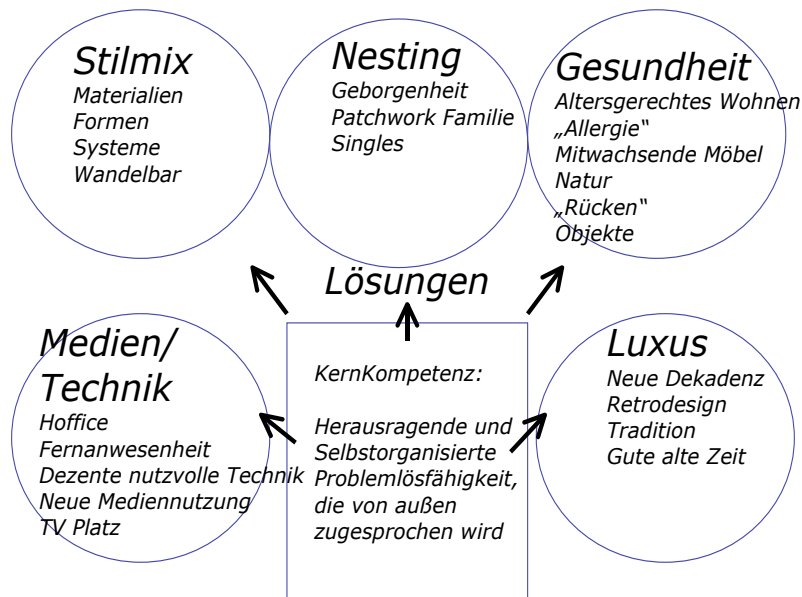 Stilmix
Materialien
Formen
Systeme
Wandelbar
Nesting
Geborgenheit
Patchwork Familie
Singles
Gesundheit
Altersgerechtes Wohnen
„Allergie“
Mitwachsende Möbel
Natur
„Rücken“
Objekte
Lösungen
Medien/
Technik
Hoffice
Fernanwesenheit
Dezente nutzvolle Technik
Neue Mediennutzung
TV Platz
KernKompetenz:
Herausragende und
Selbstorganisierte
Problemlösfähigkeit,
die von außen
zugesprochen wird
Luxus
Neue Dekadenz
Retrodesign
Tradition
Gute alte Zeit